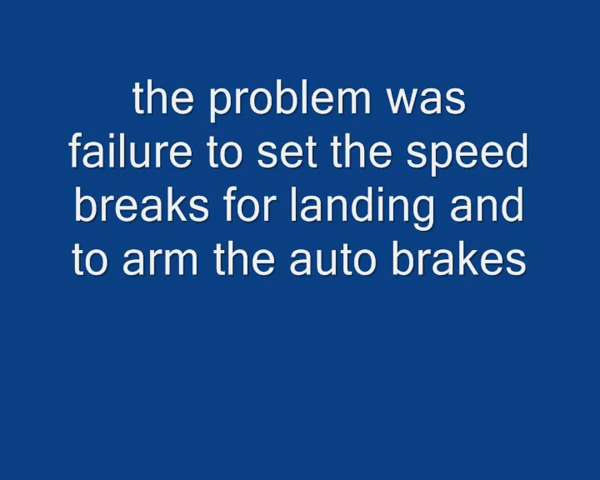 the problem was
failure to set the speed
breaks for landing and
to arm the auto brakes